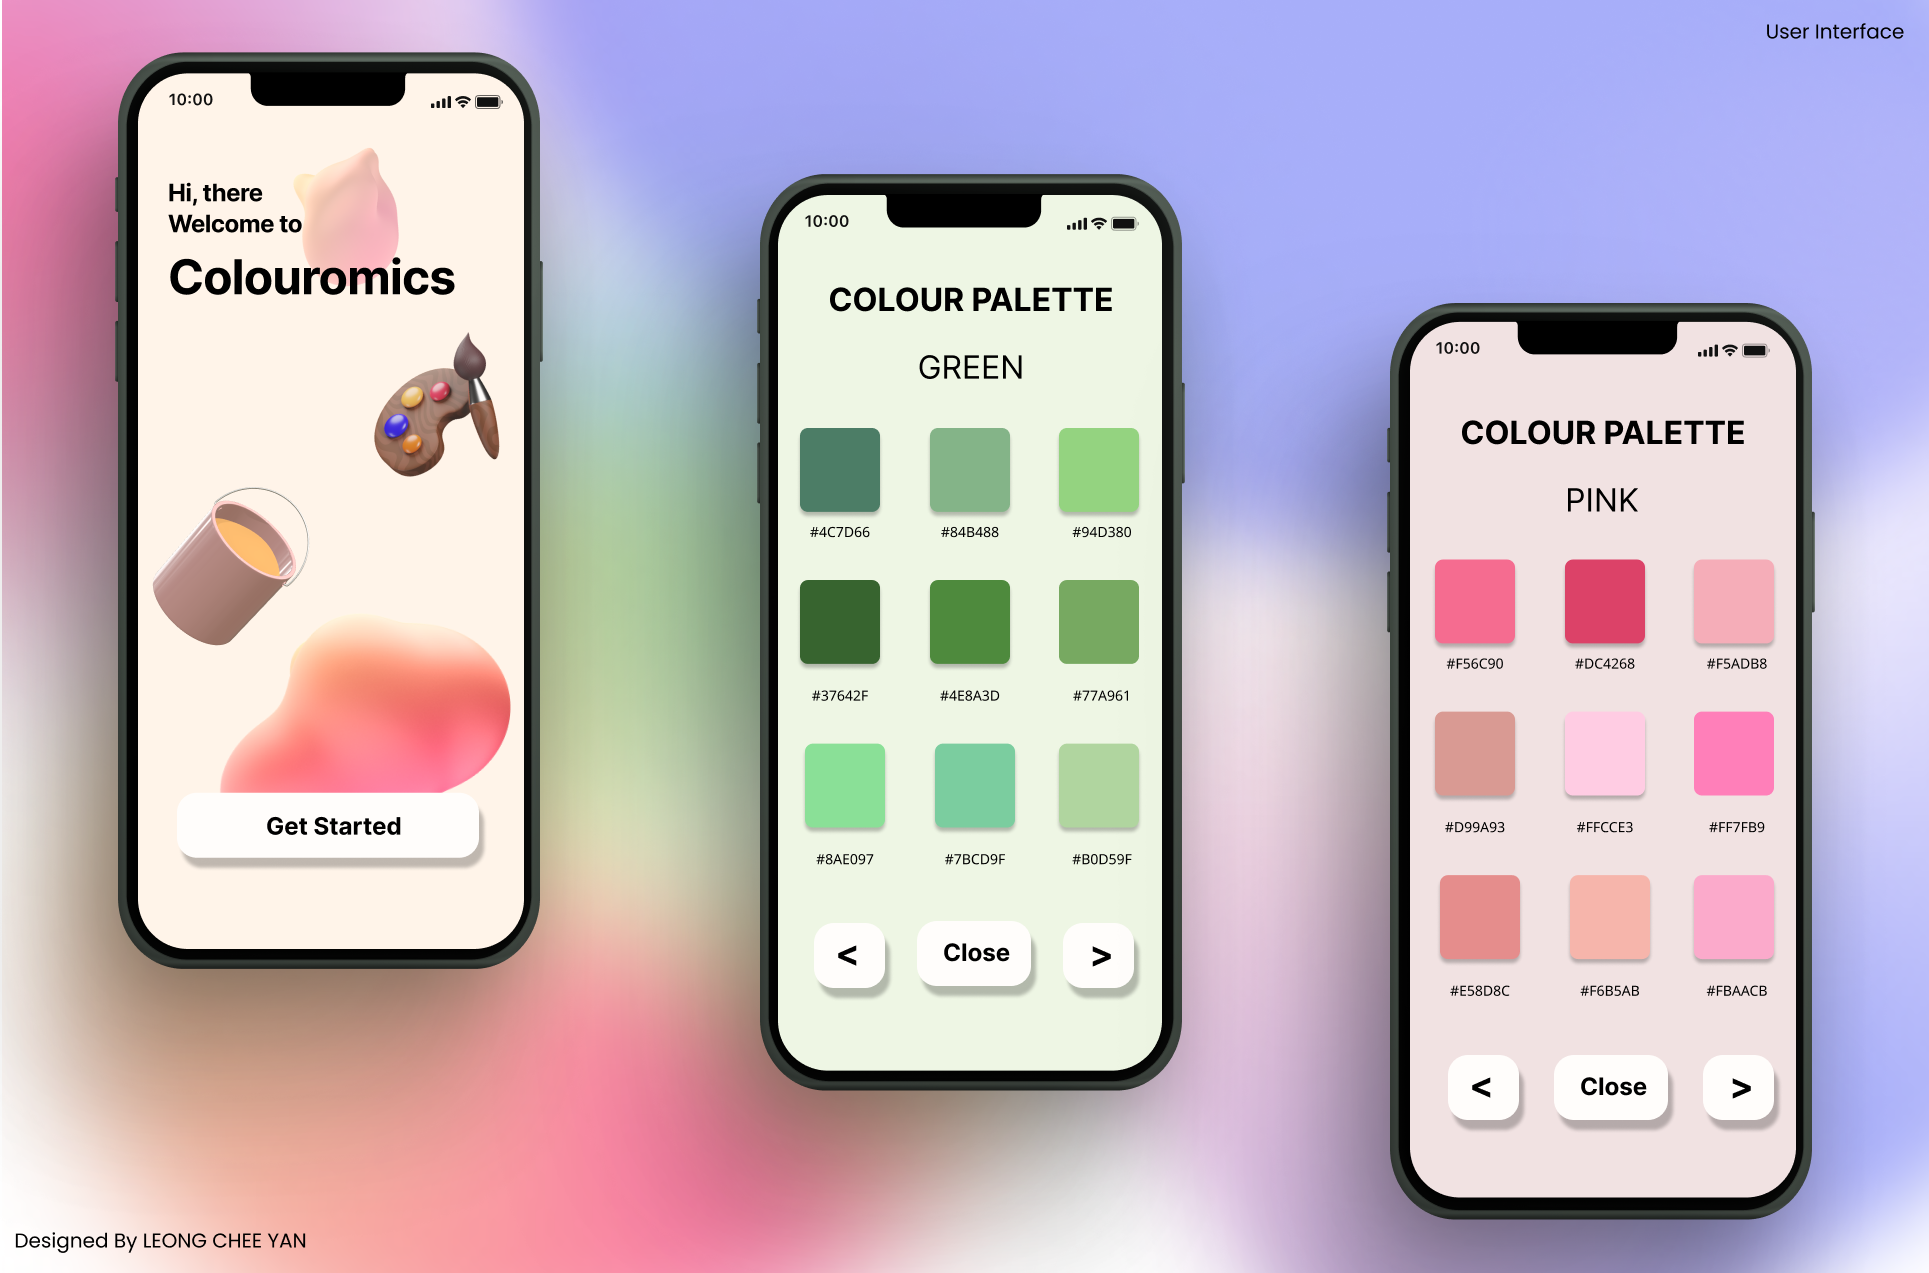 User Interface
10:00
Hi, there
Welcome to
Colouromics
Get Started
10:00
COLOUR PALETTE
GREEN
#4C7D66 #84B488 #94D380
#37642F #4E8A3D #77A961
#8AE097 #7BCD9F #B0D59F
< Close >
10:00
COLOUR PALETTE
PINK
#F56C90 #DC4268 #F5ADB8
#D99A93 #FFCCE3 #FF7FB9
#E58D8C #F6B5AB #FBAACB
< Close >
Designed By LEONG CHEE YAN